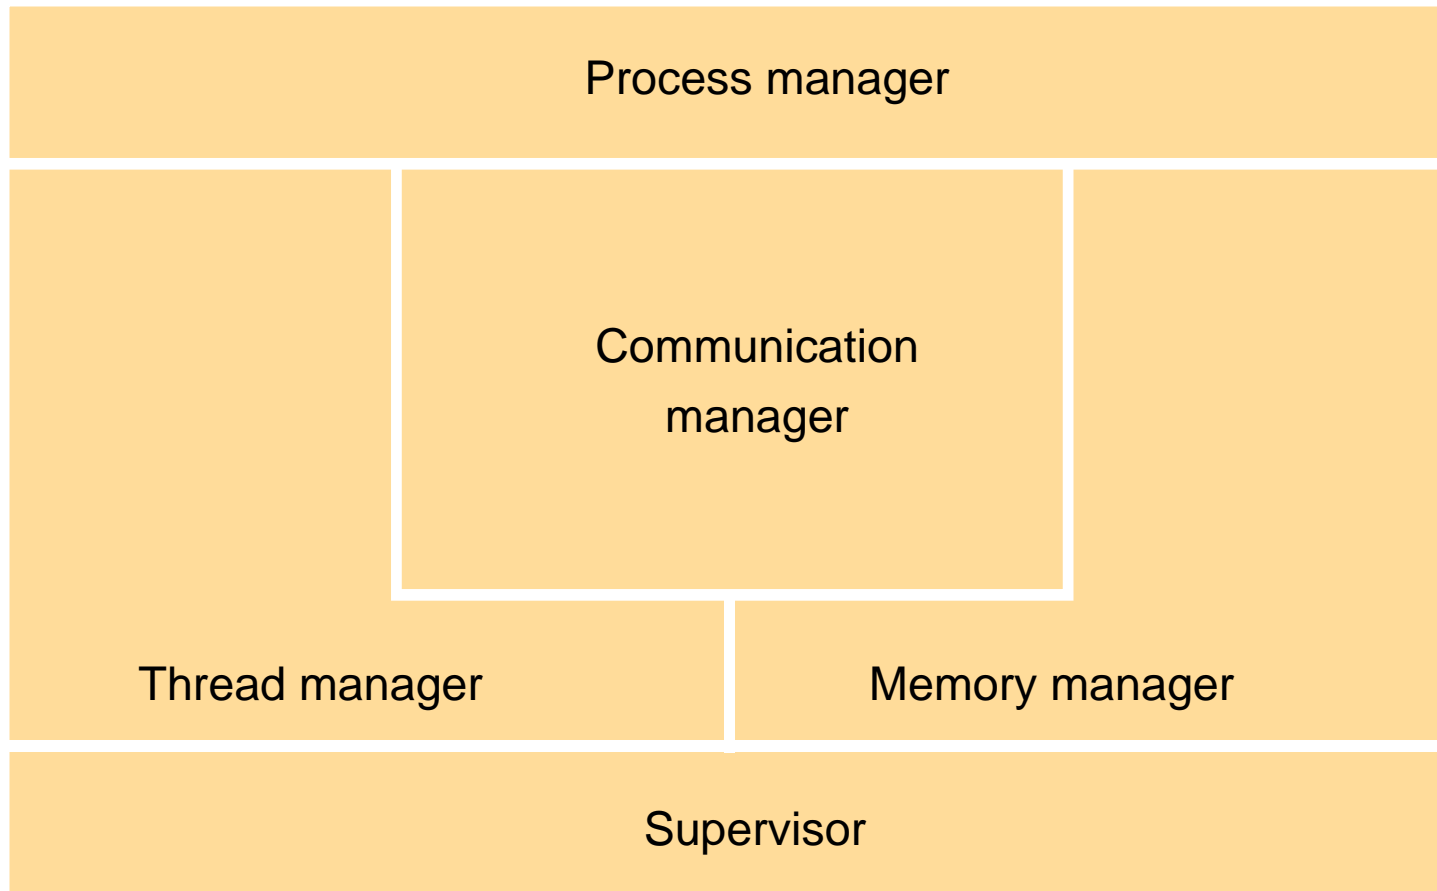 Process manager
Communication
manager
Thread manager
Memory manager
Supervisor